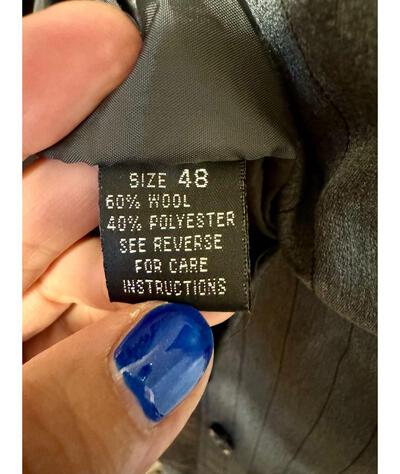 SIZE 48
60% WOOL
40% POLYESTER
SEE REVERSE
FOR CARE
INSTRUCTIONS